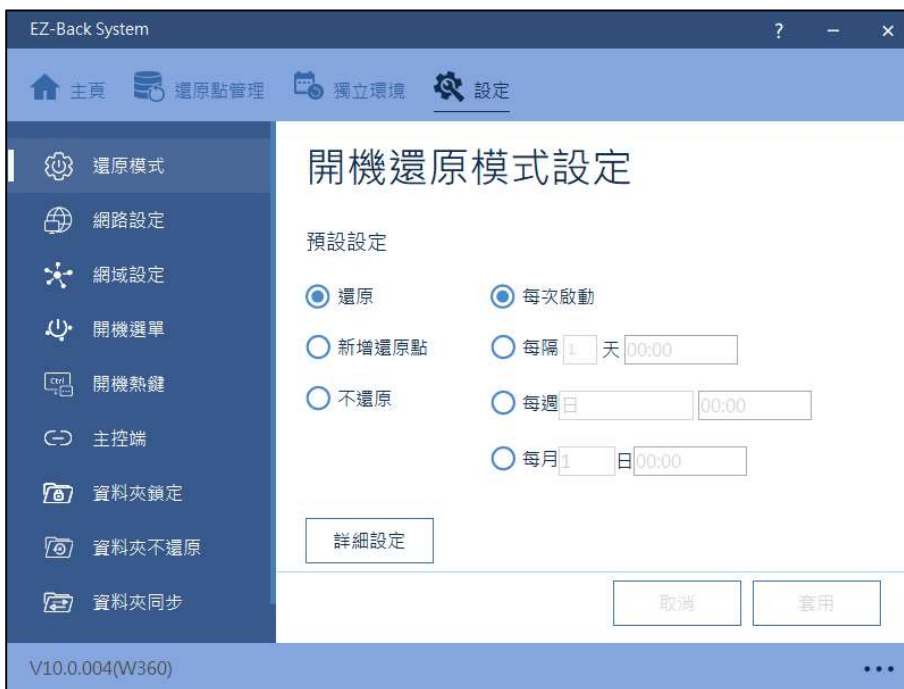 EZ-Back System
主頁 還原點管理 獨立環境 設定
還原模式
網路設定
網域設定
開機選單
Ctrl
開機熱鍵
主控端
資料夾鎖定
資料夾不還原
資料夾同步
開機還原模式設定
預設設定
還原 每次啟動
新增還原點 每隔 1 天 00:00
不還原 每週 日 00:00
每月 1 日 00:00
詳細設定
取消 套用
V10.0.004(W360)